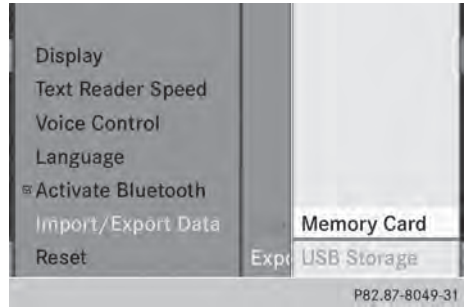 Display
Text Reader Speed
Voice Control
Language
Activate Bluetooth
Import/Export Data
Reset
Memory Card
USB Storage
P82.87-8049-31